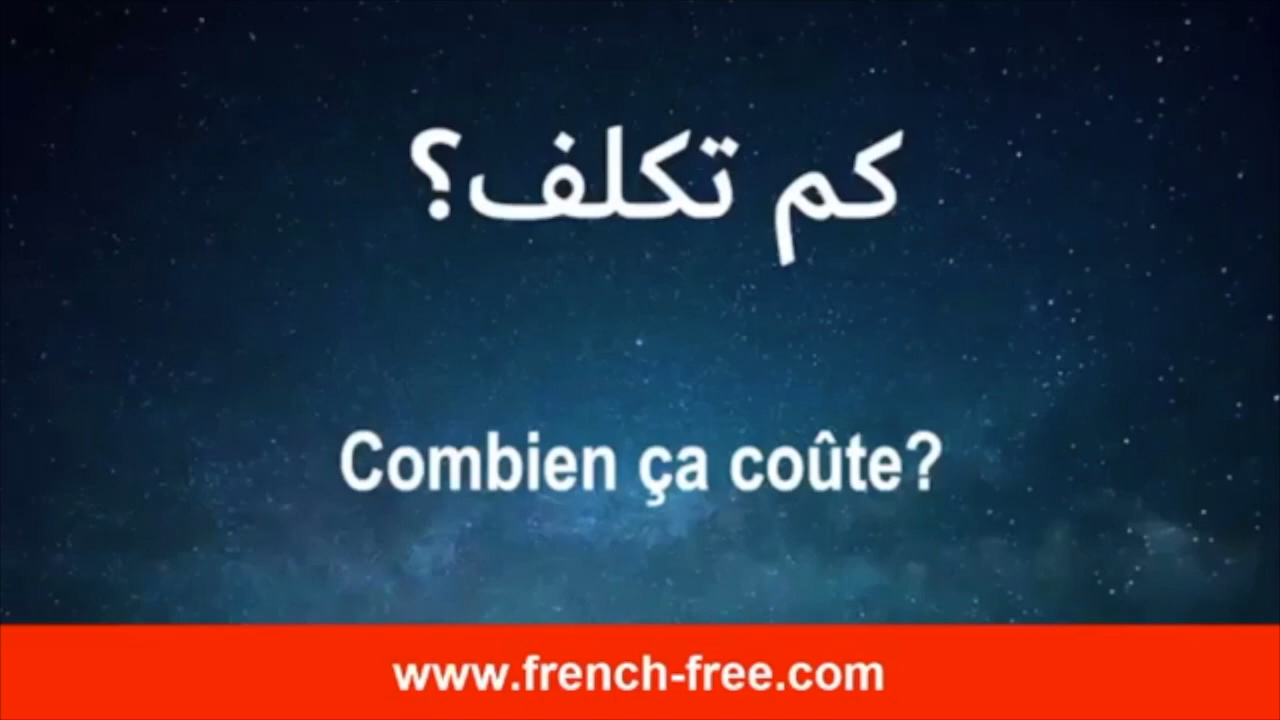 كم تكلف؟
Combien ça coûte?
www.french-free.com